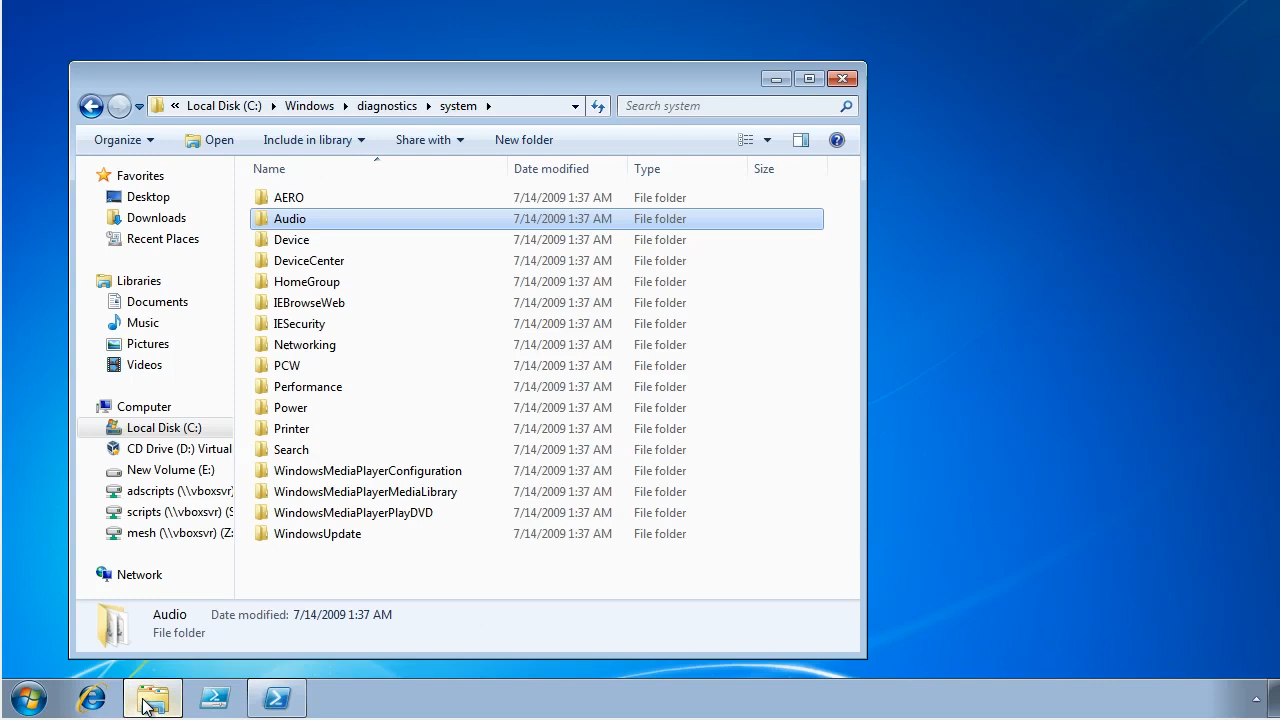 « Local Disk (C:) ▸ Windows ▸ diagnostics ▸ system ▸
Search system
Organize Open Include in library Share with New folder
Name Date modified Type Size
Favorites
Desktop
Downloads
Recent Places
Libraries
Documents
Music
Pictures
Videos
Computer
Local Disk (C:)
CD Drive (D:) Virtual
New Volume (E:)
adscripts (\\vboxsvr)
scripts (\\vboxsvr) (S
mesh (\\vboxsvr) (Z:
Network
AERO 7/14/2009 1:37 AM File folder
Audio 7/14/2009 1:37 AM File folder
Device 7/14/2009 1:37 AM File folder
DeviceCenter 7/14/2009 1:37 AM File folder
HomeGroup 7/14/2009 1:37 AM File folder
IEBrowseWeb 7/14/2009 1:37 AM File folder
IESecurity 7/14/2009 1:37 AM File folder
Networking 7/14/2009 1:37 AM File folder
PCW 7/14/2009 1:37 AM File folder
Performance 7/14/2009 1:37 AM File folder
Power 7/14/2009 1:37 AM File folder
Printer 7/14/2009 1:37 AM File folder
Search 7/14/2009 1:37 AM File folder
WindowsMediaPlayerConfiguration 7/14/2009 1:37 AM File folder
WindowsMediaPlayerMediaLibrary 7/14/2009 1:37 AM File folder
WindowsMediaPlayerPlayDVD 7/14/2009 1:37 AM File folder
WindowsUpdate 7/14/2009 1:37 AM File folder
Audio Date modified: 7/14/2009 1:37 AM
File folder